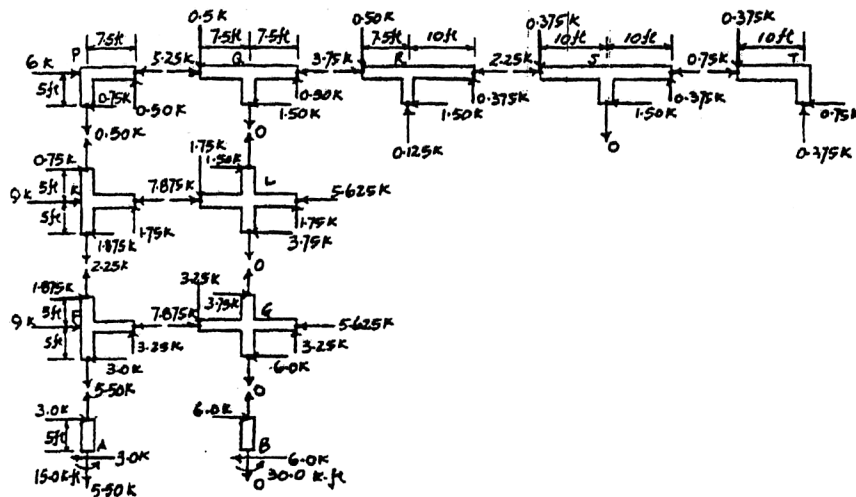 0.5K 0.50K 0.375K 0.375K
P 7.5ft 7.5ft 7.5ft 7.5ft 10ft 10ft 10ft 10ft
6K 5.25K Q 3.75K R 2.25K S 0.75K T
5ft 0.75K 0.50K 0.50K 1.50K 1.50K 0.375K 1.50K 0.375K 0.75K
0.50K 0 0.125K 0 0.375K
0.75K 1.75K 1.50K L
9K K 5ft 7.875K 5.625K
5ft 1.875K 1.75K 1.75K 3.75K
2.25K 0
1.875K 3.25K 3.75K G
9K F 5ft 7.875K 5.625K
5ft 3.0K 3.25K 3.25K 6.0K
5.50K 0
3.0K 6.0K
5ft A 3.0K B 6.0K
15.0K-ft 30.0 K-ft
5.50K 0